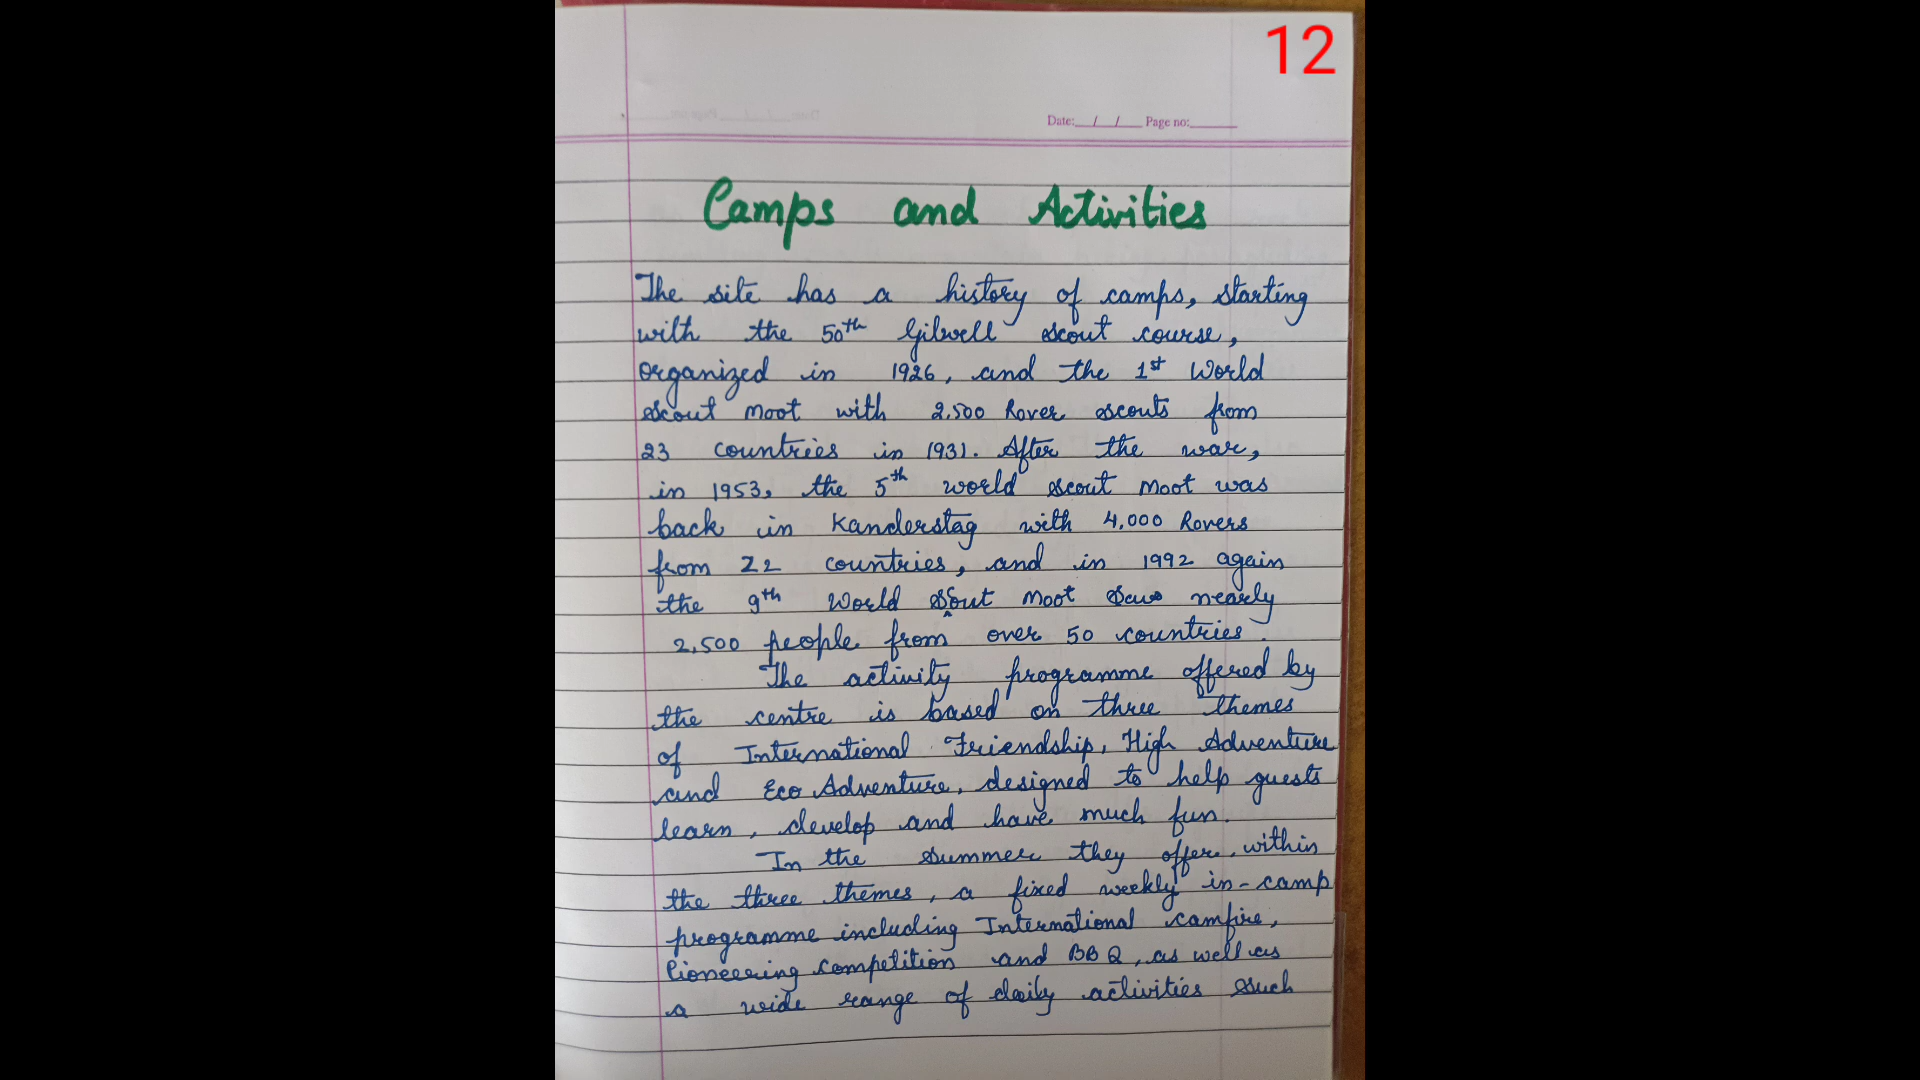 12
Date: / / Page no:
Camps and Activities
The site has a history of camps, starting
with the 50th Gilwell scout course,
organized in 1926, and the 1st World
scout moot with 2,500 Rover scouts from
23 countries in 1931. After the war,
in 1953, the 5th world scout moot was
back in Kanderstag with 4,000 Rovers
from 22 countries, and in 1992 again
the 9th World Scout moot saw nearly
2,500 people from over 50 countries.
The activity programme offered by
the centre is based on three themes
of International Friendship, High Adventure
and Eco Adventure, designed to help guests
learn, develop and have much fun.
In the summer they offer, within
the three themes, a fixed weekly in-camp
programme including International camfire,
Pioneering competition and BBQ, as well as
a wide range of daily activities such